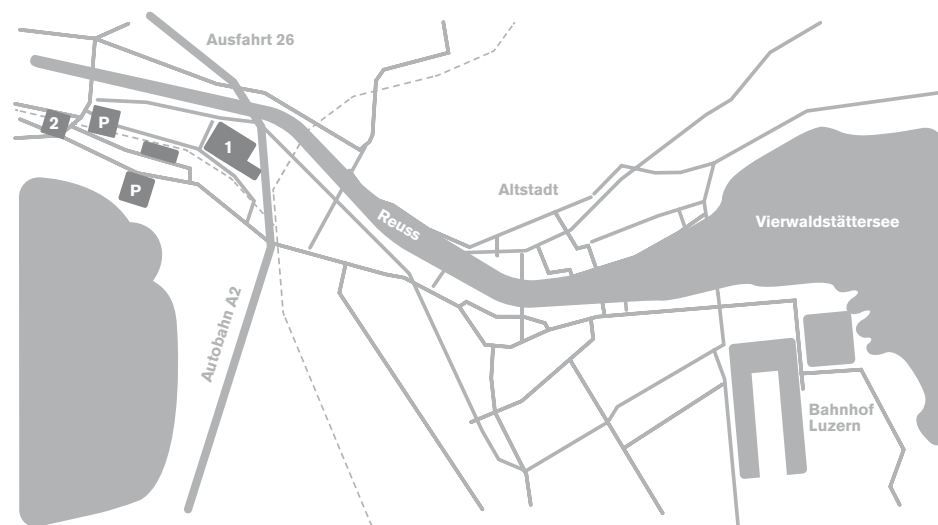 Ausfahrt 26
2
P
1
P
Altstadt
Reuss
Vierwaldstättersee
Autobahn A2
Bahnhof
Luzern